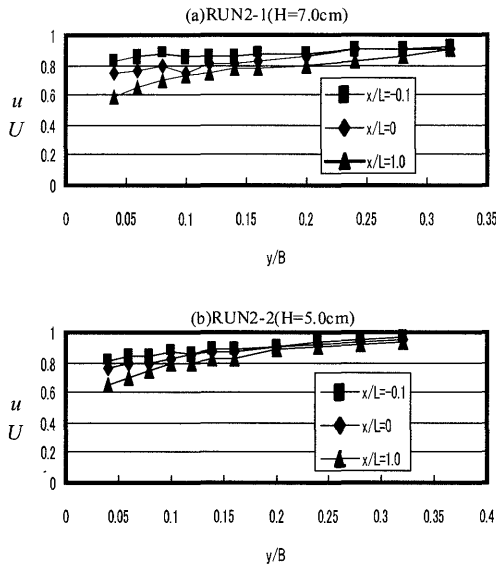 (a)RUN2-1(H=7.0cm)
1
0.8
0.6
0.4
0.2
0
u
U
x/L=-0.1
x/L=0
x/L=1.0
0 0.05 0.1 0.15 0.2 0.25 0.3 0.35
y/B
(b)RUN2-2(H=5.0cm)
1
0.8
0.6
0.4
0.2
0
u
U
x/L=-0.1
x/L=0
x/L=1.0
0 0.05 0.1 0.15 0.2 0.25 0.3 0.35 0.4
y/B